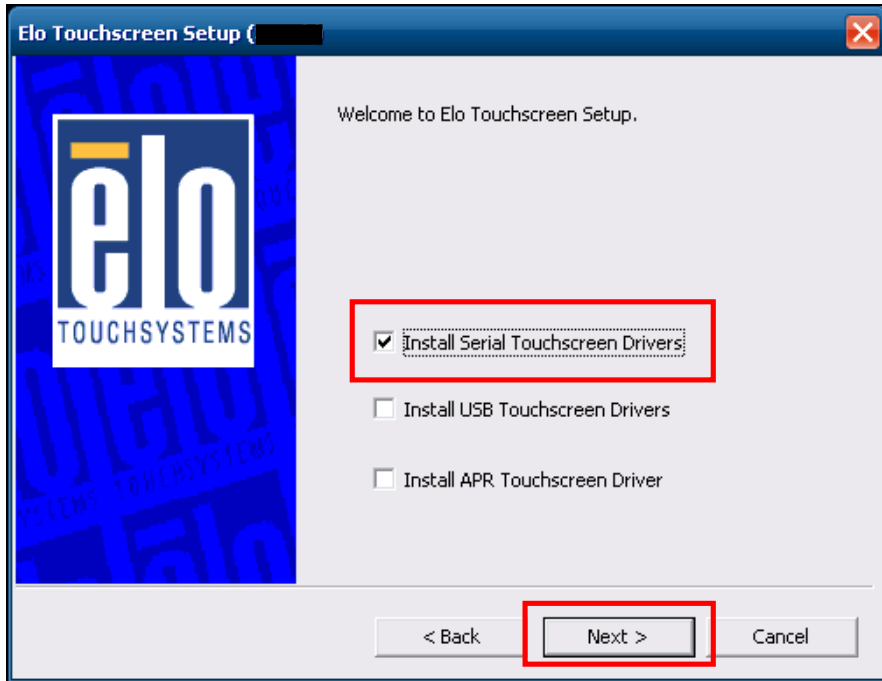 Elo Touchscreen Setup (
Welcome to Elo Touchscreen Setup.
elo
TOUCHSYSTEMS
Install Serial Touchscreen Drivers
Install USB Touchscreen Drivers
Install APR Touchscreen Driver
< Back
Next >
Cancel